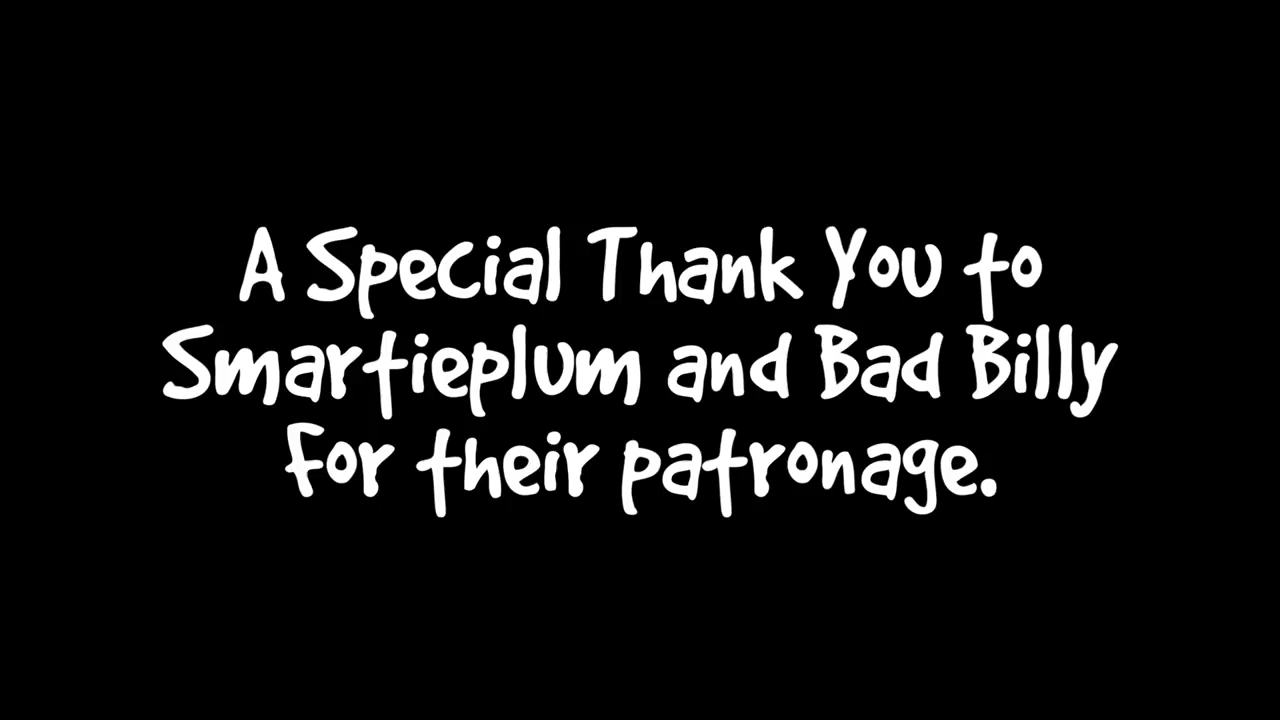 A Special Thank You to
Smartieplum and Bad Billy
For their patronage.